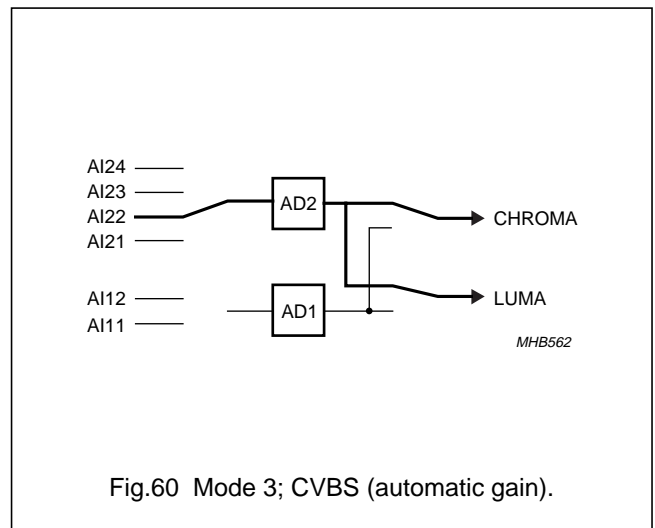 AI24
AI23
AI22
AI21
AD2
CHROMA
AI12
AI11
AD1
LUMA
MHB562
Fig.60 Mode 3; CVBS (automatic gain).